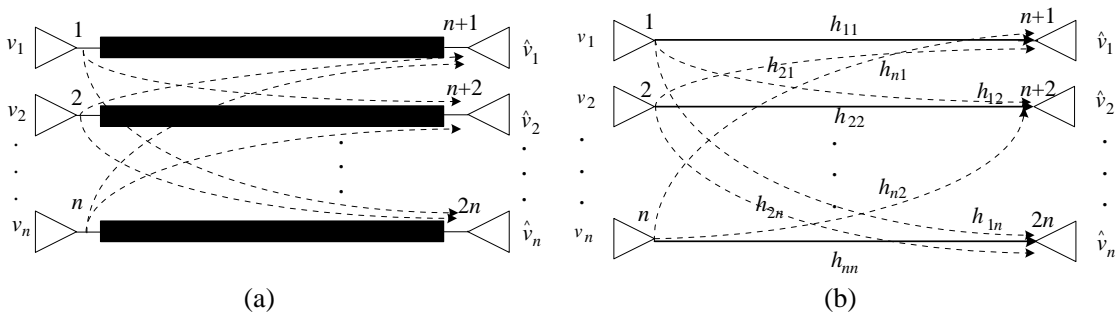 v1 1 n+1 v̂1
v2 2 n+2 v̂2
vn n 2n v̂n
(a)
v1 1 h11 n+1 v̂1
h21 hn1
v2 2 h12 n+2 v̂2
h22
hn2
vn n h2n h1n 2n v̂n
hnn
(b)